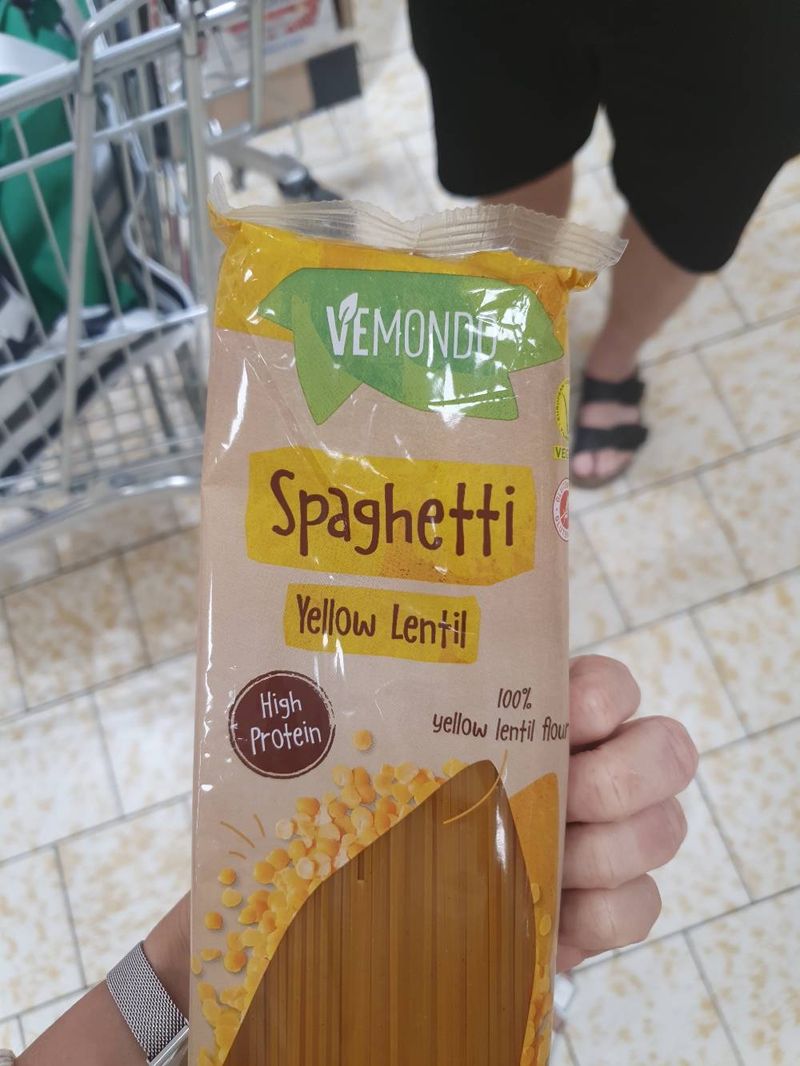 VEMONDO
Spaghetti
Yellow Lentil
High
Protein
100%
yellow lentil flour